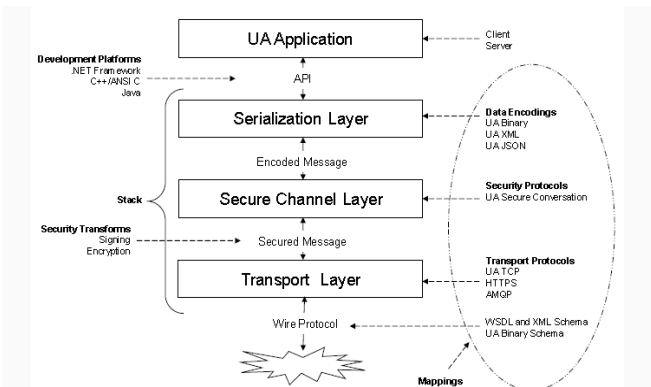 UA Application
Client
Server
Development Platforms
.NET Framework
C++/ANSI C
Java
API
Serialization Layer
Data Encodings
UA Binary
UA XML
UA JSON
Encoded Message
Stack
Secure Channel Layer
Security Protocols
UA Secure Conversation
Security Transforms
Signing
Encryption
Secured Message
Transport Layer
Transport Protocols
UA TCP
HTTPS
AMQP
Wire Protocol
WSDL and XML Schema
UA Binary Schema
Mappings